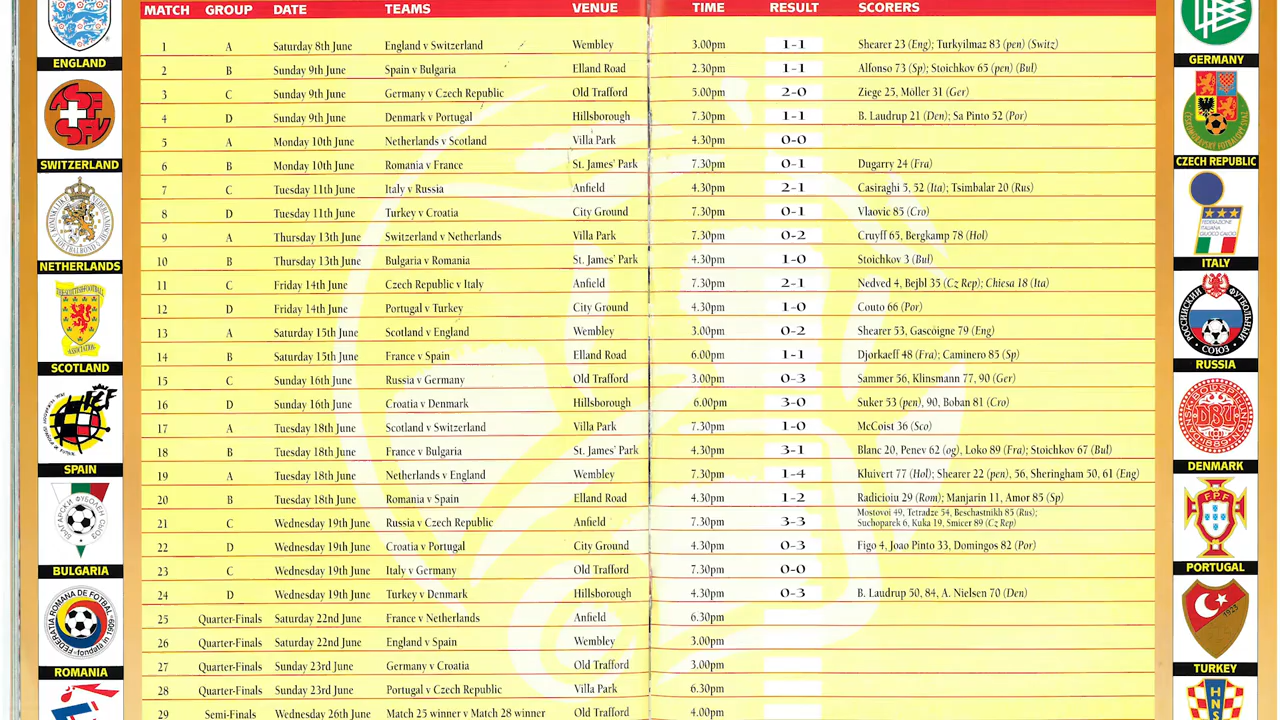 MATCH GROUP DATE TEAMS VENUE TIME RESULT SCORERS
1 A Saturday 8th June England v Switzerland Wembley 3.00pm 1-1 Shearer 23 (Eng); Turkyilmaz 83 (pen) (Switz)
2 B Sunday 9th June Spain v Bulgaria Elland Road 2.30pm 1-1 Alfonso 73 (Sp); Stoichkov 65 (pen) (Bul)
3 C Sunday 9th June Germany v Czech Republic Old Trafford 5.00pm 2-0 Ziege 25, Möller 31 (Ger)
4 D Sunday 9th June Denmark v Portugal Hillsborough 7.30pm 1-1 B. Laudrup 21 (Den); Sa Pinto 52 (Por)
5 A Monday 10th June Netherlands v Scotland Villa Park 4.30pm 0-0
6 B Monday 10th June Romania v France St. James' Park 7.30pm 0-1 Dugarry 24 (Fra)
7 C Tuesday 11th June Italy v Russia Anfield 4.30pm 2-1 Casiraghi 5, 52 (Ita); Tsimbalar 20 (Rus)
8 D Tuesday 11th June Turkey v Croatia City Ground 7.30pm 0-1 Vlaovic 85 (Cro)
9 A Thursday 13th June Switzerland v Netherlands Villa Park 7.30pm 0-2 Cruyff 65, Bergkamp 78 (Hol)
10 B Thursday 13th June Bulgaria v Romania St. James' Park 4.30pm 1-0 Stoichkov 3 (Bul)
11 C Friday 14th June Czech Republic v Italy Anfield 7.30pm 2-1 Nedved 4, Bejbl 35 (Cz Rep); Chiesa 18 (Ita)
12 D Friday 14th June Portugal v Turkey City Ground 4.30pm 1-0 Couto 66 (Por)
13 A Saturday 15th June Scotland v England Wembley 3.00pm 0-2 Shearer 53, Gascoigne 79 (Eng)
14 B Saturday 15th June France v Spain Elland Road 6.00pm 1-1 Djorkaeff 48 (Fra); Caminero 85 (Sp)
15 C Sunday 16th June Russia v Germany Old Trafford 3.00pm 0-3 Sammer 56, Klinsmann 77, 90 (Ger)
16 D Sunday 16th June Croatia v Denmark Hillsborough 6.00pm 3-0 Suker 53 (pen), 90, Boban 81 (Cro)
17 A Tuesday 18th June Scotland v Switzerland Villa Park 7.30pm 1-0 McCoist 36 (Sco)
18 B Tuesday 18th June France v Bulgaria St. James' Park 4.30pm 3-1 Blanc 20, Penev 62 (og), Loko 89 (Fra); Stoichkov 67 (Bul)
19 A Tuesday 18th June Netherlands v England Wembley 7.30pm 1-4 Kluivert 77 (Hol); Shearer 22 (pen), 56, Sheringham 50, 61 (Eng)
20 B Tuesday 18th June Romania v Spain Elland Road 4.30pm 1-2 Radicioiu 29 (Rom); Manjarin 11, Amor 85 (Sp)
21 C Wednesday 19th June Russia v Czech Republic Anfield 7.30pm 3-3 Mostovoi 49, Tetradze 54, Beschastnikh 85 (Rus);
Suchoparek 6, Kuka 19, Smicer 89 (Cz Rep)
22 D Wednesday 19th June Croatia v Portugal City Ground 4.30pm 0-3 Figo 4, Joao Pinto 33, Domingos 82 (Por)
23 C Wednesday 19th June Italy v Germany Old Trafford 7.30pm 0-0
24 D Wednesday 19th June Turkey v Denmark Hillsborough 4.30pm 0-3 B. Laudrup 50, 84, A. Nielsen 70 (Den)
25 Quarter-Finals Saturday 22nd June France v Netherlands Anfield 6.30pm
26 Quarter-Finals Saturday 22nd June England v Spain Wembley 3.00pm
27 Quarter-Finals Sunday 23rd June Germany v Croatia Old Trafford 3.00pm
28 Quarter-Finals Sunday 23rd June Portugal v Czech Republic Villa Park 6.30pm
29 Semi-Finals Wednesday 26th June Match 25 winner v Match 28 winner Old Trafford 4.00pm
ENGLAND
SWITZERLAND
NETHERLANDS
SCOTLAND
SPAIN
BULGARIA
ROMANIA
GERMANY
CZECH REPUBLIC
FEDERAZIONE
ITALIANA
GIUOCO CALCIO
ITALY
РОССИЙСКИЙ ФУТБОЛЬНЫЙ
СОЮЗ
RUSSIA
DANSK BOLDSPIL UNION
DBU
1889
DENMARK
FPF
PORTUGAL
1923
TURKEY
HNS